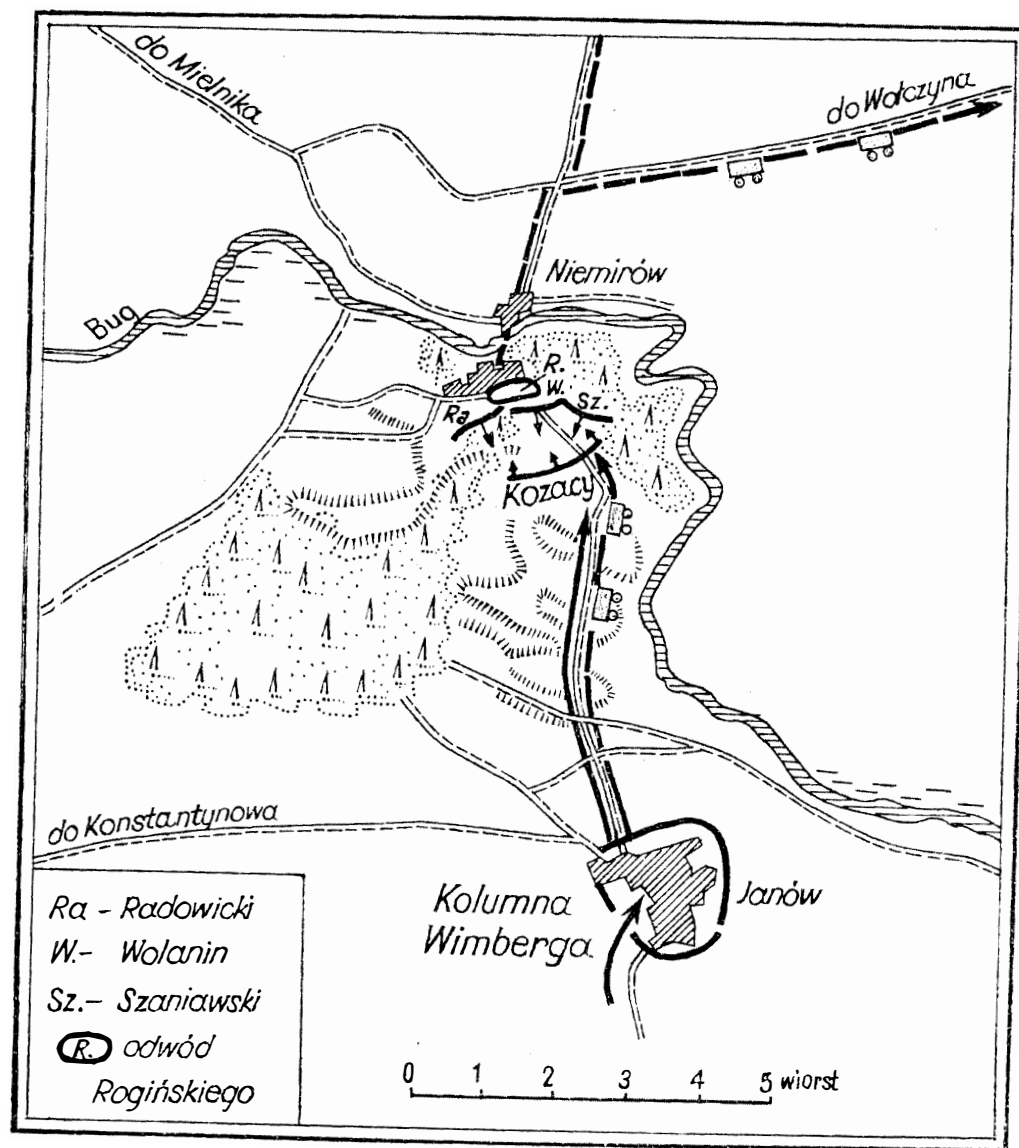 do Mielnika
do Wołczyna
Niemirów
Bug
R.
W.
Sz.
Ra
Kozacy
do Konstantynowa
Kolumna
Wimberga
Janów
Ra - Radowicki
W.- Wolanin
Sz.- Szaniawski
R. odwód
Rogińskiego
0 1 2 3 4 5 wiorst